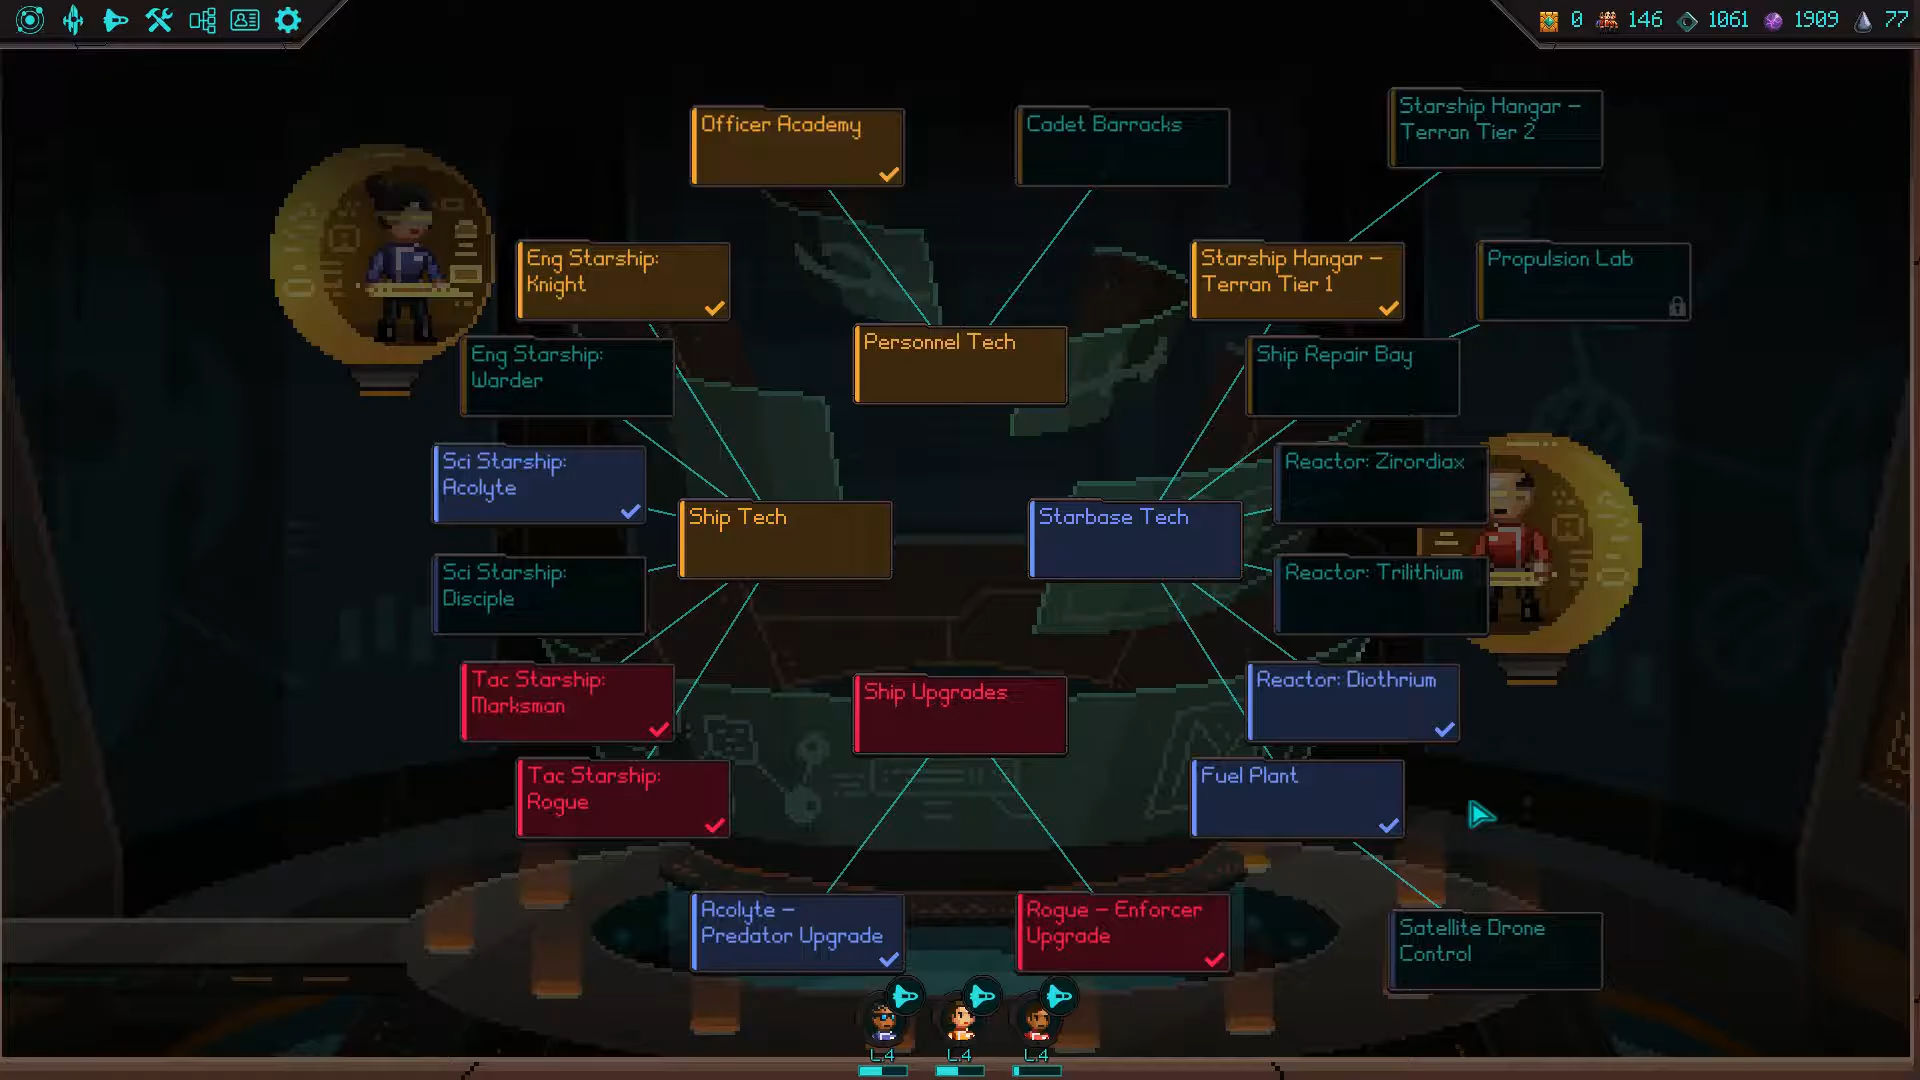 0 146 1061 1909 77
Officer Academy
Cadet Barracks
Starship Hangar –
Terran Tier 2
Eng Starship:
Knight
Starship Hangar –
Terran Tier 1
Propulsion Lab
Personnel Tech
Eng Starship:
Warder
Ship Repair Bay
Sci Starship:
Acolyte
Reactor: Zirordiax
Ship Tech
Starbase Tech
Sci Starship:
Disciple
Reactor: Trilithium
Tac Starship:
Marksman
Ship Upgrades
Reactor: Diothrium
Tac Starship:
Rogue
Fuel Plant
Acolyte –
Predator Upgrade
Rogue – Enforcer
Upgrade
Satellite Drone
Control
L.4 L.4 L.4